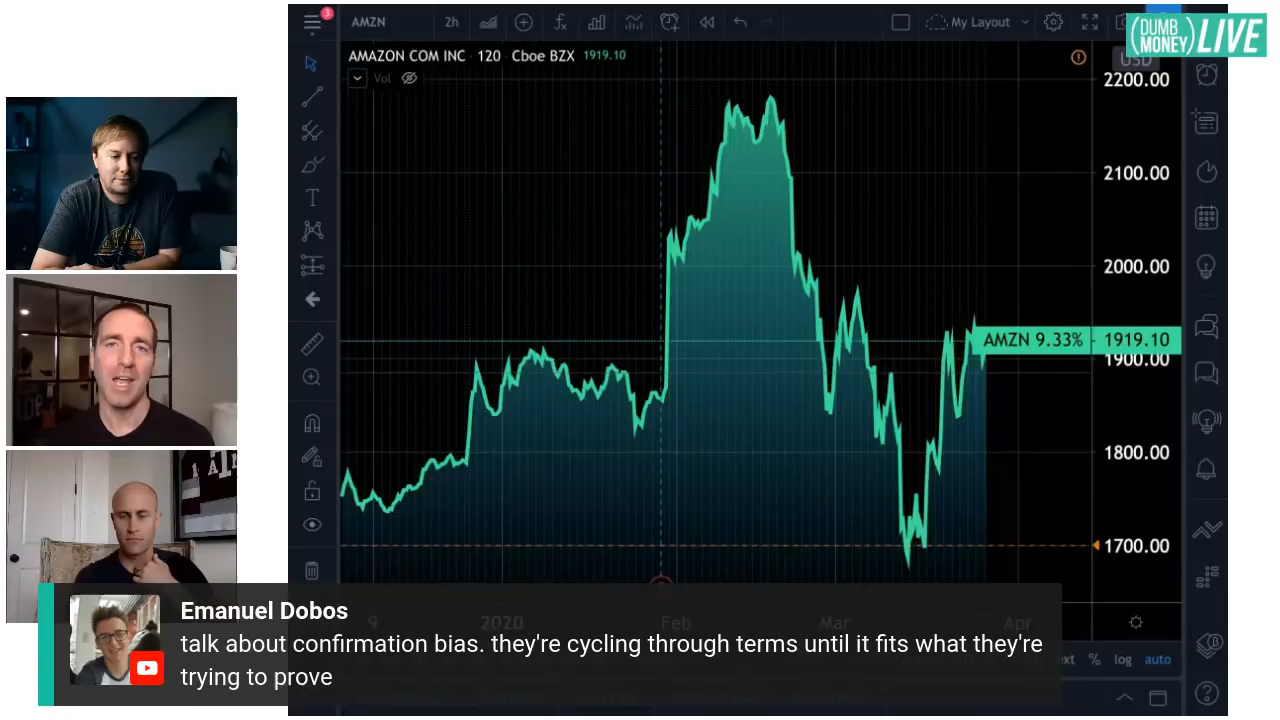 AMZN
2h
My Layout
3
(DUMB MONEY) LIVE
AMAZON COM INC · 120 · Cboe BZX 1919.10
USD
Vol
2200.00
2100.00
2000.00
AMZN 9.33% 1919.10
1900.00
1800.00
1700.00
9 2020 Feb Mar Apr
ext % log auto
Emanuel Dobos
talk about confirmation bias. they're cycling through terms until it fits what they're
trying to prove